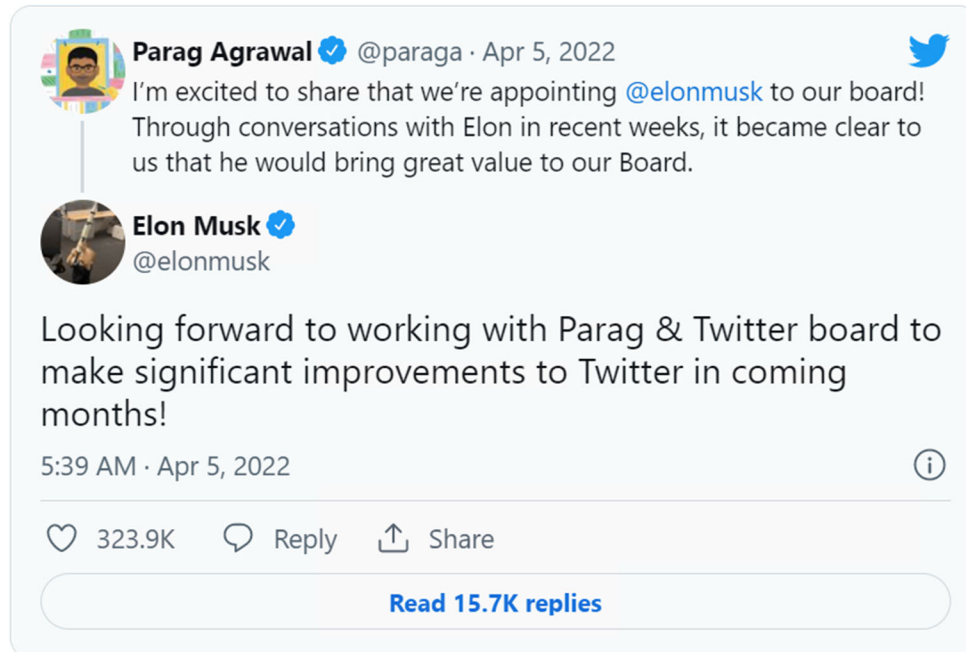 Parag Agrawal @paraga · Apr 5, 2022
I'm excited to share that we're appointing @elonmusk to our board!
Through conversations with Elon in recent weeks, it became clear to
us that he would bring great value to our Board.
Elon Musk
@elonmusk
Looking forward to working with Parag & Twitter board to
make significant improvements to Twitter in coming
months!
5:39 AM · Apr 5, 2022
323.9K Reply Share
Read 15.7K replies